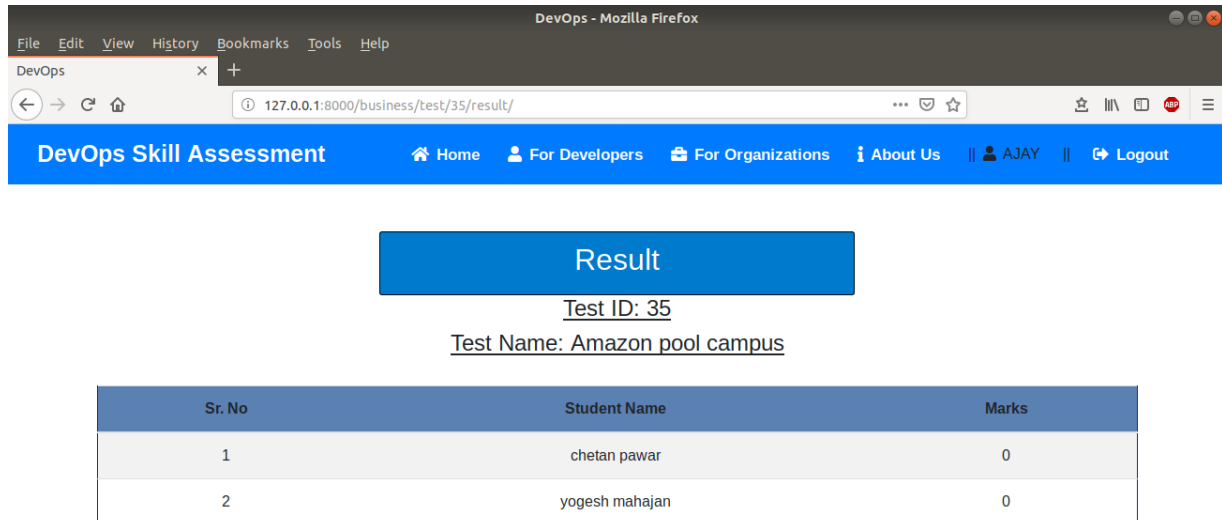 DevOps - Mozilla Firefox
File Edit View History Bookmarks Tools Help
DevOps
127.0.0.1:8000/business/test/35/result/
ABP
DevOps Skill Assessment Home For Developers For Organizations About Us || AJAY || Logout
Result
Test ID: 35
Test Name: Amazon pool campus
Sr. No Student Name Marks
1 chetan pawar 0
2 yogesh mahajan 0